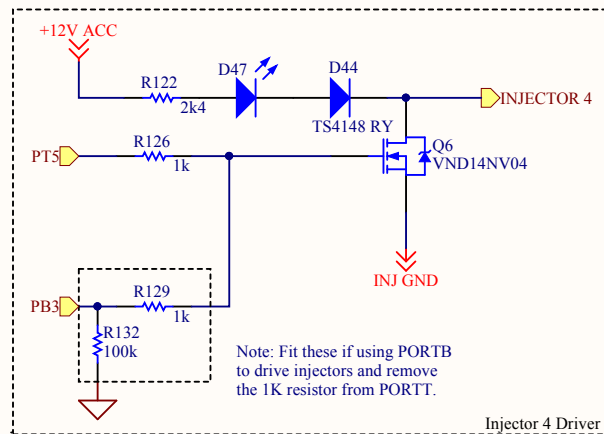 +12V ACC
D47
D44
R122
2k4
TS4148 RY
INJECTOR 4
R126
PT5
1k
Q6
VND14NV04
INJ GND
PB3
R129
1k
R132
100k
Note: Fit these if using PORTB
to drive injectors and remove
the 1K resistor from PORTT.
Injector 4 Driver